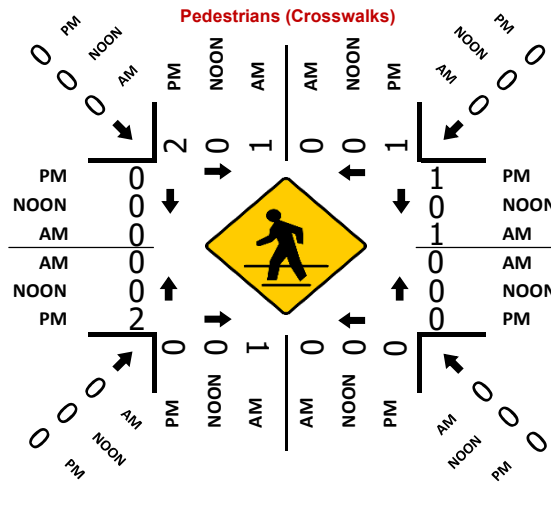 Pedestrians (Crosswalks)
PM NOON AM
0 0 0
PM NOON AM AM NOON PM
2 0 1 0 0 1
PM NOON AM
0 0 0
PM 0 1 PM
NOON 0 0 NOON
AM 0 1 AM
AM 0 0 AM
NOON 0 0 NOON
PM 2 0 PM
0 0 1 0 0 0
PM NOON AM AM NOON PM
0 0 0
AM NOON PM
0 0 0
AM NOON PM